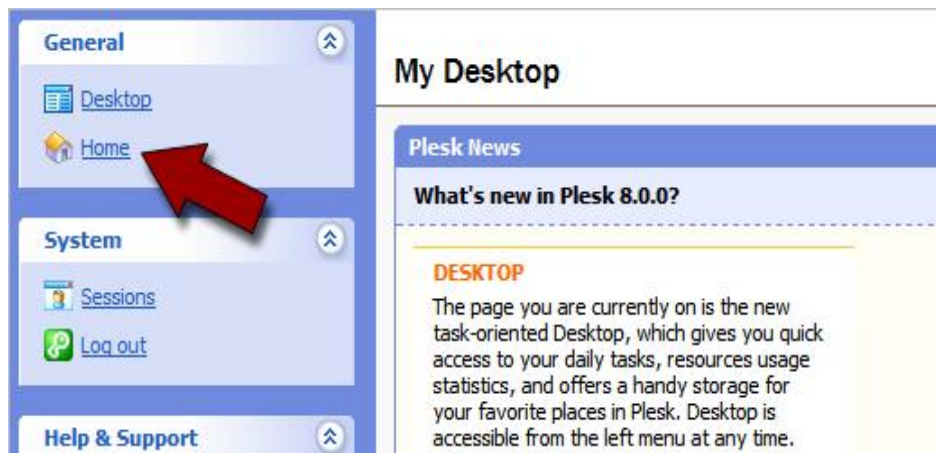 General
Desktop
Home
System
Sessions
Log out
Help & Support
My Desktop
Plesk News
What's new in Plesk 8.0.0?
DESKTOP
The page you are currently on is the new
task-oriented Desktop, which gives you quick
access to your daily tasks, resources usage
statistics, and offers a handy storage for
your favorite places in Plesk. Desktop is
accessible from the left menu at any time.